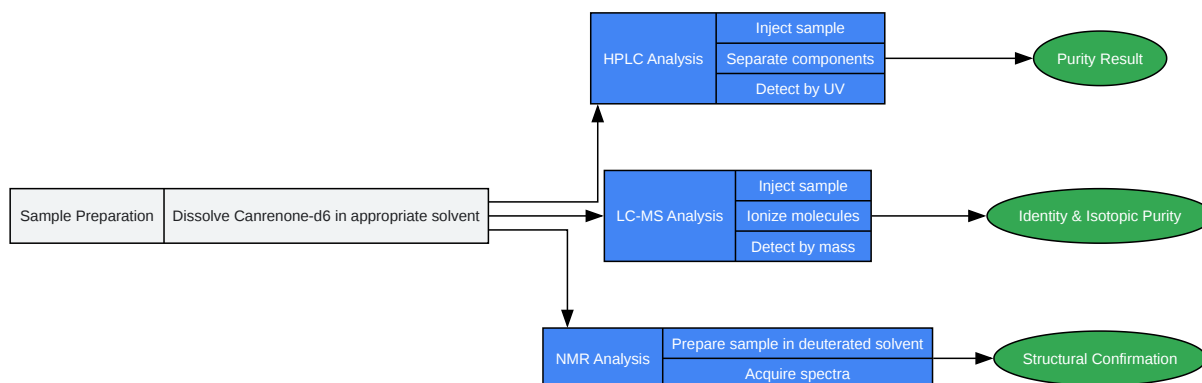 Sample Preparation
Dissolve Canrenone-d6 in appropriate solvent
HPLC Analysis
Inject sample
Separate components
Detect by UV
Purity Result
LC-MS Analysis
Inject sample
Ionize molecules
Detect by mass
Identity & Isotopic Purity
NMR Analysis
Prepare sample in deuterated solvent
Acquire spectra
Structural Confirmation